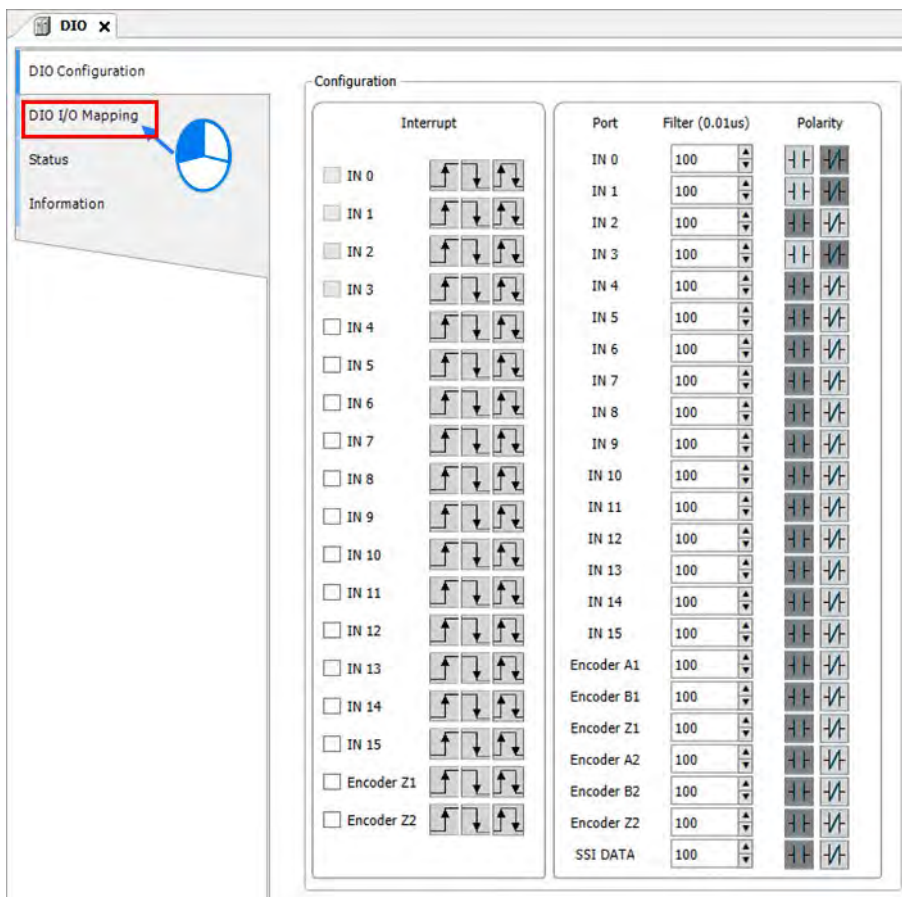 DIO
DIO Configuration
DIO I/O Mapping
Status
Information
Configuration
Interrupt
IN 0
IN 1
IN 2
IN 3
IN 4
IN 5
IN 6
IN 7
IN 8
IN 9
IN 10
IN 11
IN 12
IN 13
IN 14
IN 15
Encoder Z1
Encoder Z2
Port Filter (0.01us) Polarity
IN 0 100
IN 1 100
IN 2 100
IN 3 100
IN 4 100
IN 5 100
IN 6 100
IN 7 100
IN 8 100
IN 9 100
IN 10 100
IN 11 100
IN 12 100
IN 13 100
IN 14 100
IN 15 100
Encoder A1 100
Encoder B1 100
Encoder Z1 100
Encoder A2 100
Encoder B2 100
Encoder Z2 100
SSI DATA 100